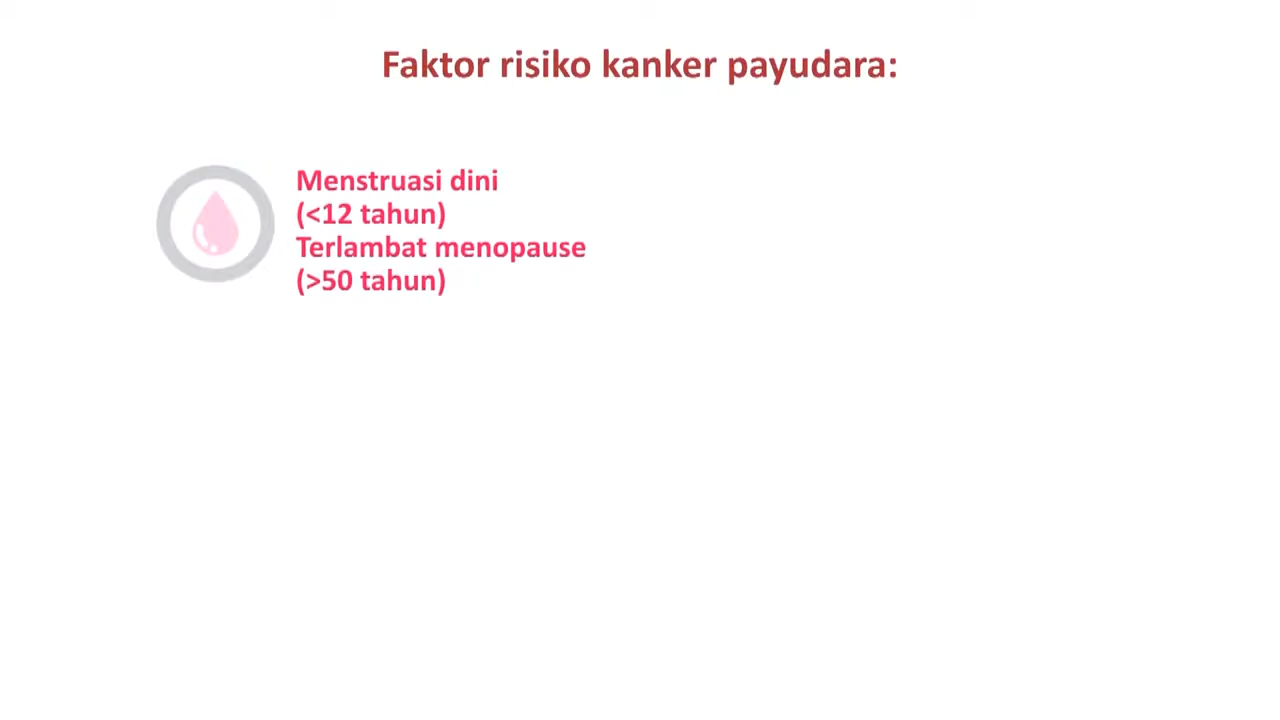 Faktor risiko kanker payudara:
Menstruasi dini
(<12 tahun)
Terlambat menopause
(>50 tahun)